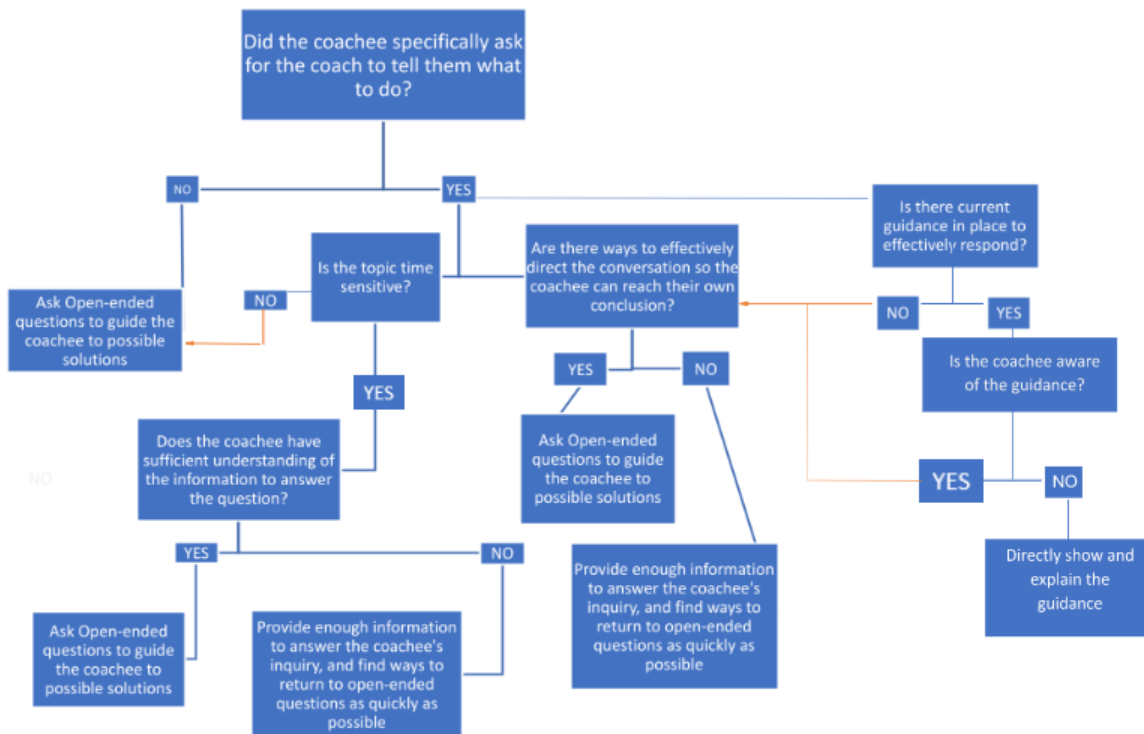 Did the coachee specifically ask
for the coach to tell them what
to do?
NO
YES
Is there current
guidance in place to
effectively respond?
Is the topic time
sensitive?
Are there ways to effectively
direct the conversation so the
coachee can reach their own
conclusion?
NO
Ask Open-ended
questions to guide the
coachee to possible
solutions
NO
YES
Is the coachee aware
of the guidance?
YES
YES
NO
Does the coachee have
sufficient understanding of
the information to answer
the question?
Ask Open-ended
questions to guide
the coachee to
possible solutions
YES
NO
NO
YES
NO
Directly show and
explain the
guidance
Provide enough information
to answer the coachee's
inquiry, and find ways to
return to open-ended
questions as quickly as
possible
Ask Open-ended
questions to guide
the coachee to
possible solutions
Provide enough information
to answer the coachee's
inquiry, and find ways to
return to open-ended
questions as quickly as
possible